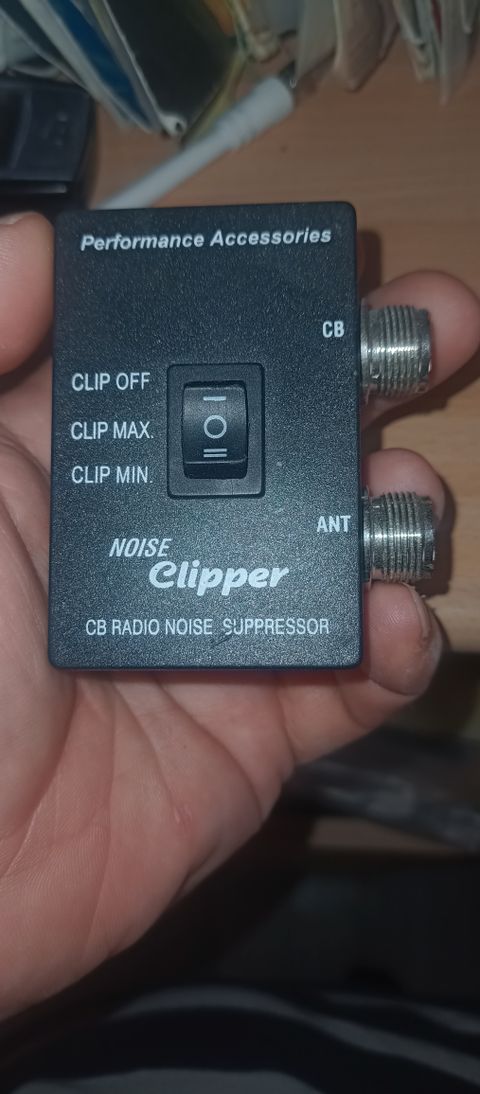 Performance Accessories
CB
CLIP OFF
CLIP MAX.
CLIP MIN.
ANT
NOISE
Clipper
CB RADIO NOISE SUPPRESSOR